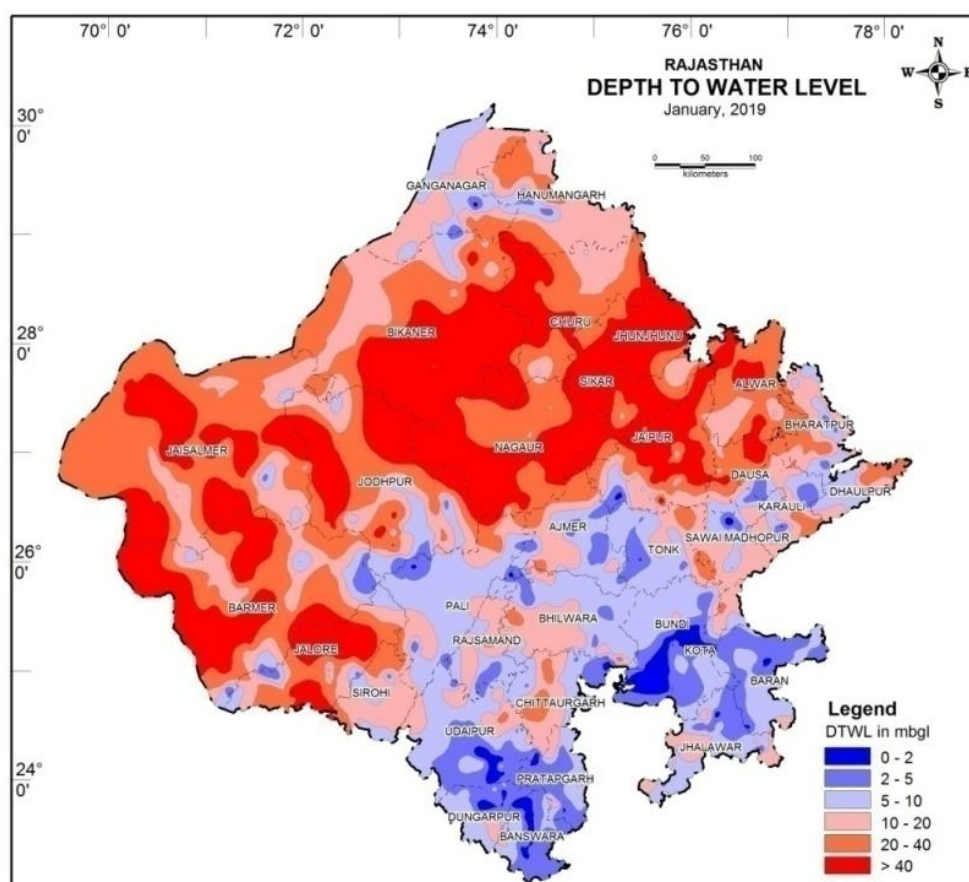 70° 0'
72° 0'
74° 0'
76° 0'
78° 0'
RAJASTHAN
DEPTH TO WATER LEVEL
January, 2019
N
W
E
S
0
50
100
kilometers
30°
0'
28°
0'
26°
0'
24°
0'
GANGANAGAR
HANUMANGARH
BIKANER
CHURU
JHUNJHUNU
SIKAR
ALWAR
BHARATPUR
JAISALMER
NAGAUR
JAIPUR
DAUSA
JODHPUR
KARAULI
DHAULPUR
AJMER
TONK
SAWAI MADHOPUR
BARMER
PALI
BHILWARA
BUNDI
RAJSAMAND
KOTA
JALORE
BARAN
SIROHI
CHITTAURGARH
UDAIPUR
JHALAWAR
PRATAPGARH
DUNGARPUR
BANSWARA
Legend
DTWL in mbgl
0 - 2
2 - 5
5 - 10
10 - 20
20 - 40
> 40